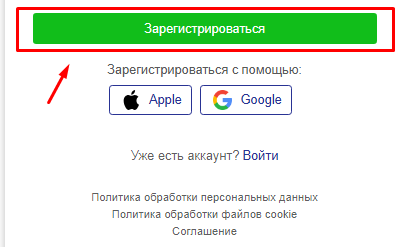 Зарегистрироваться
Зарегистрироваться с помощью:
Apple Google
Уже есть аккаунт? Войти
Политика обработки персональных данных
Политика обработки файлов cookie
Соглашение